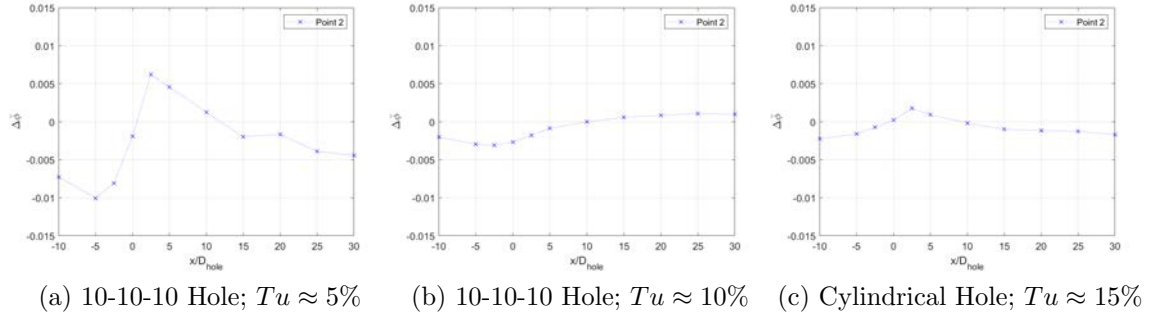 Point 2
0.015
0.01
0.005
0
-0.005
-0.01
-0.015
Δφ̄
-10 -5 0 5 10 15 20 25 30
x/D_hole
(a) 10-10-10 Hole; Tu ≈ 5%
Point 2
0.015
0.01
0.005
0
-0.005
-0.01
-0.015
Δφ̄
-10 -5 0 5 10 15 20 25 30
x/D_hole
(b) 10-10-10 Hole; Tu ≈ 10%
Point 2
0.015
0.01
0.005
0
-0.005
-0.01
-0.015
Δφ̄
-10 -5 0 5 10 15 20 25 30
x/D_hole
(c) Cylindrical Hole; Tu ≈ 15%